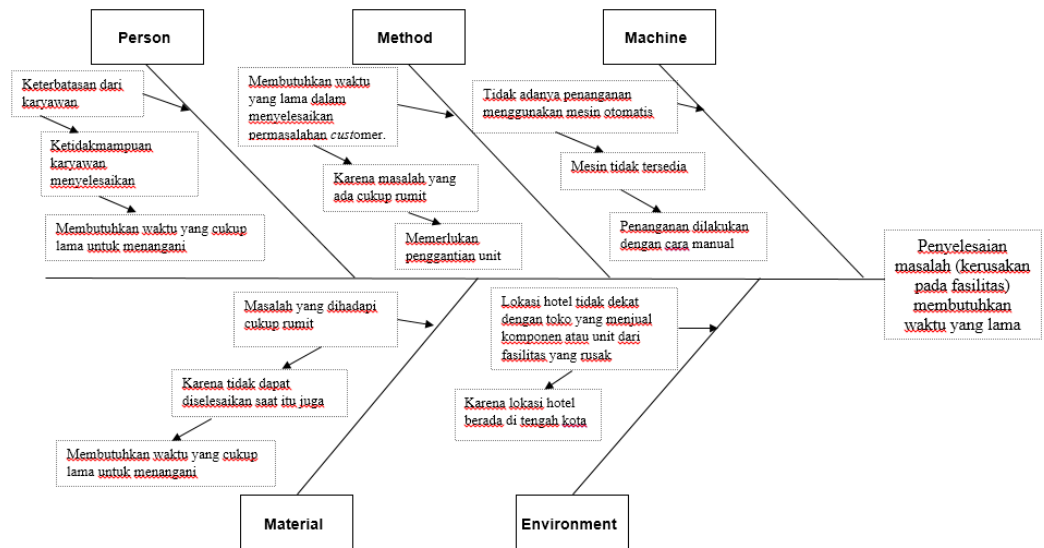 Person
Method
Machine
Keterbatasan dari
karyawan
Ketidakmampuan
karyawan
menyelesaikan
Membutuhkan waktu yang cukup
lama untuk menangani
Membutuhkan waktu
yang lama dalam
menyelesaikan
permasalahan customer.
Karena masalah yang
ada cukup rumit
Memerlukan
penggantian unit
Tidak adanya penanganan
menggunakan mesin otomatis
Mesin tidak tersedia
Penanganan dilakukan
dengan cara manual
Penyelesaian
masalah (kerusakan
pada fasilitas)
membutuhkan
waktu yang lama
Masalah yang dihadapi
cukup rumit
Karena tidak dapat
diselesaikan saat itu juga
Membutuhkan waktu yang cukup
lama untuk menangani
Lokasi hotel tidak dekat
dengan toko yang menjual
komponen atau unit dari
fasilitas yang rusak
Karena lokasi hotel
berada di tengah kota
Material
Environment